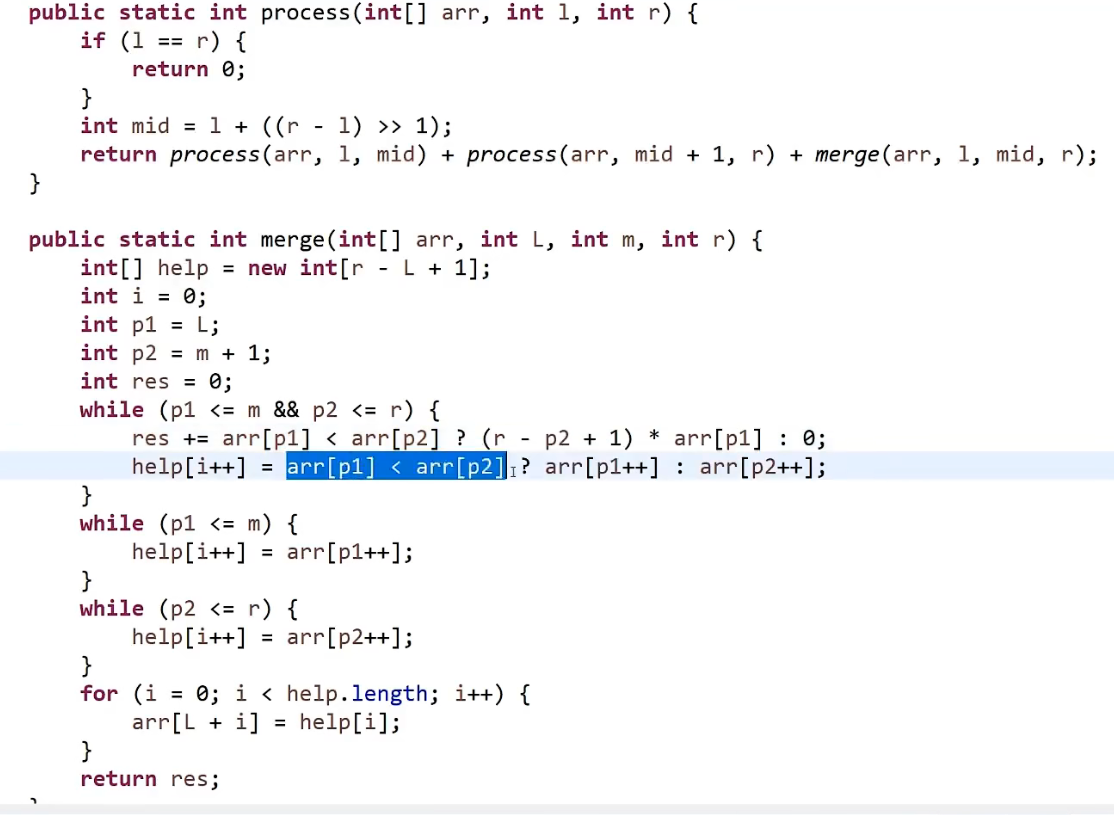 public static int process(int[] arr, int l, int r) {
    if (l == r) {
        return 0;
    }
    int mid = l + ((r - l) >> 1);
    return process(arr, l, mid) + process(arr, mid + 1, r) + merge(arr, l, mid, r);
}

public static int merge(int[] arr, int L, int m, int r) {
    int[] help = new int[r - L + 1];
    int i = 0;
    int p1 = L;
    int p2 = m + 1;
    int res = 0;
    while (p1 <= m && p2 <= r) {
        res += arr[p1] < arr[p2] ? (r - p2 + 1) * arr[p1] : 0;
        help[i++] = arr[p1] < arr[p2] ? arr[p1++] : arr[p2++];
    }
    while (p1 <= m) {
        help[i++] = arr[p1++];
    }
    while (p2 <= r) {
        help[i++] = arr[p2++];
    }
    for (i = 0; i < help.length; i++) {
        arr[L + i] = help[i];
    }
    return res;